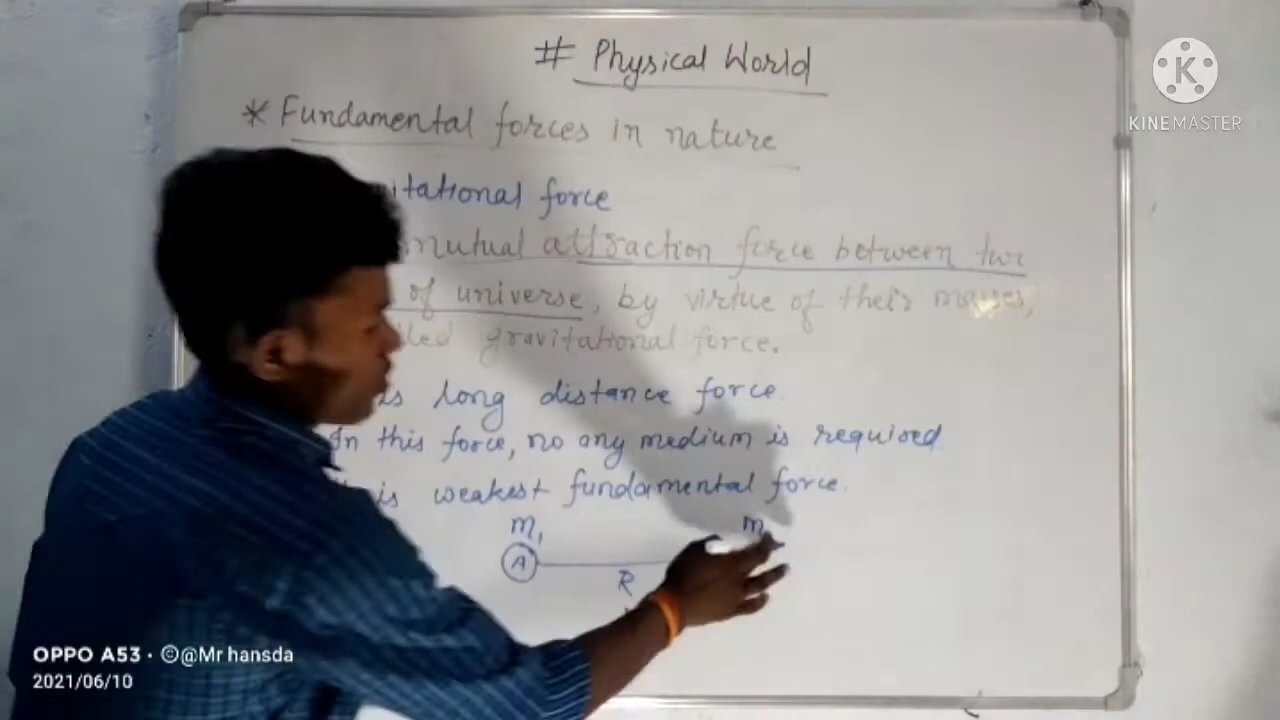 # Physical World
* Fundamental forces in nature
itational force
mutual attraction force between two
of universe, by virtue of their masses,
led gravitational force.
is long distance force
In this force, no any medium is required.
is weakest fundamental force.
M1 m
A
R
K
KINEMASTER
OPPO A53 · ©@Mr hansda
2021/06/10